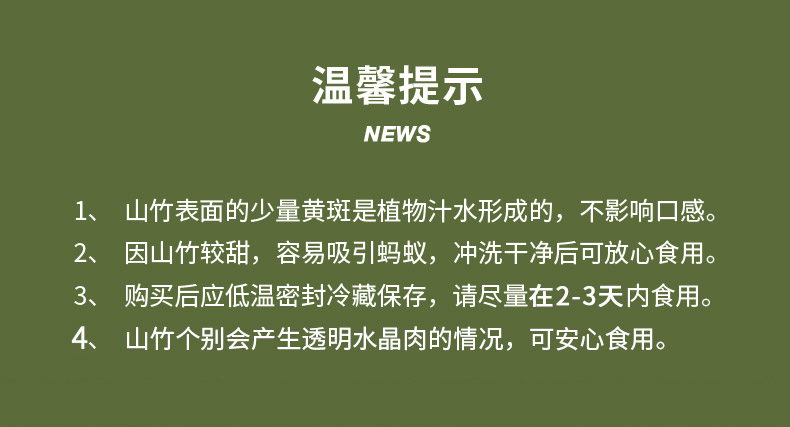 温馨提示
NEWS
1、 山竹表面的少量黄斑是植物汁水形成的，不影响口感。
2、 因山竹较甜，容易吸引蚂蚁，冲洗干净后可放心食用。
3、 购买后应低温密封冷藏保存，请尽量在2-3天内食用。
4、 山竹个别会产生透明水晶肉的情况，可安心食用。